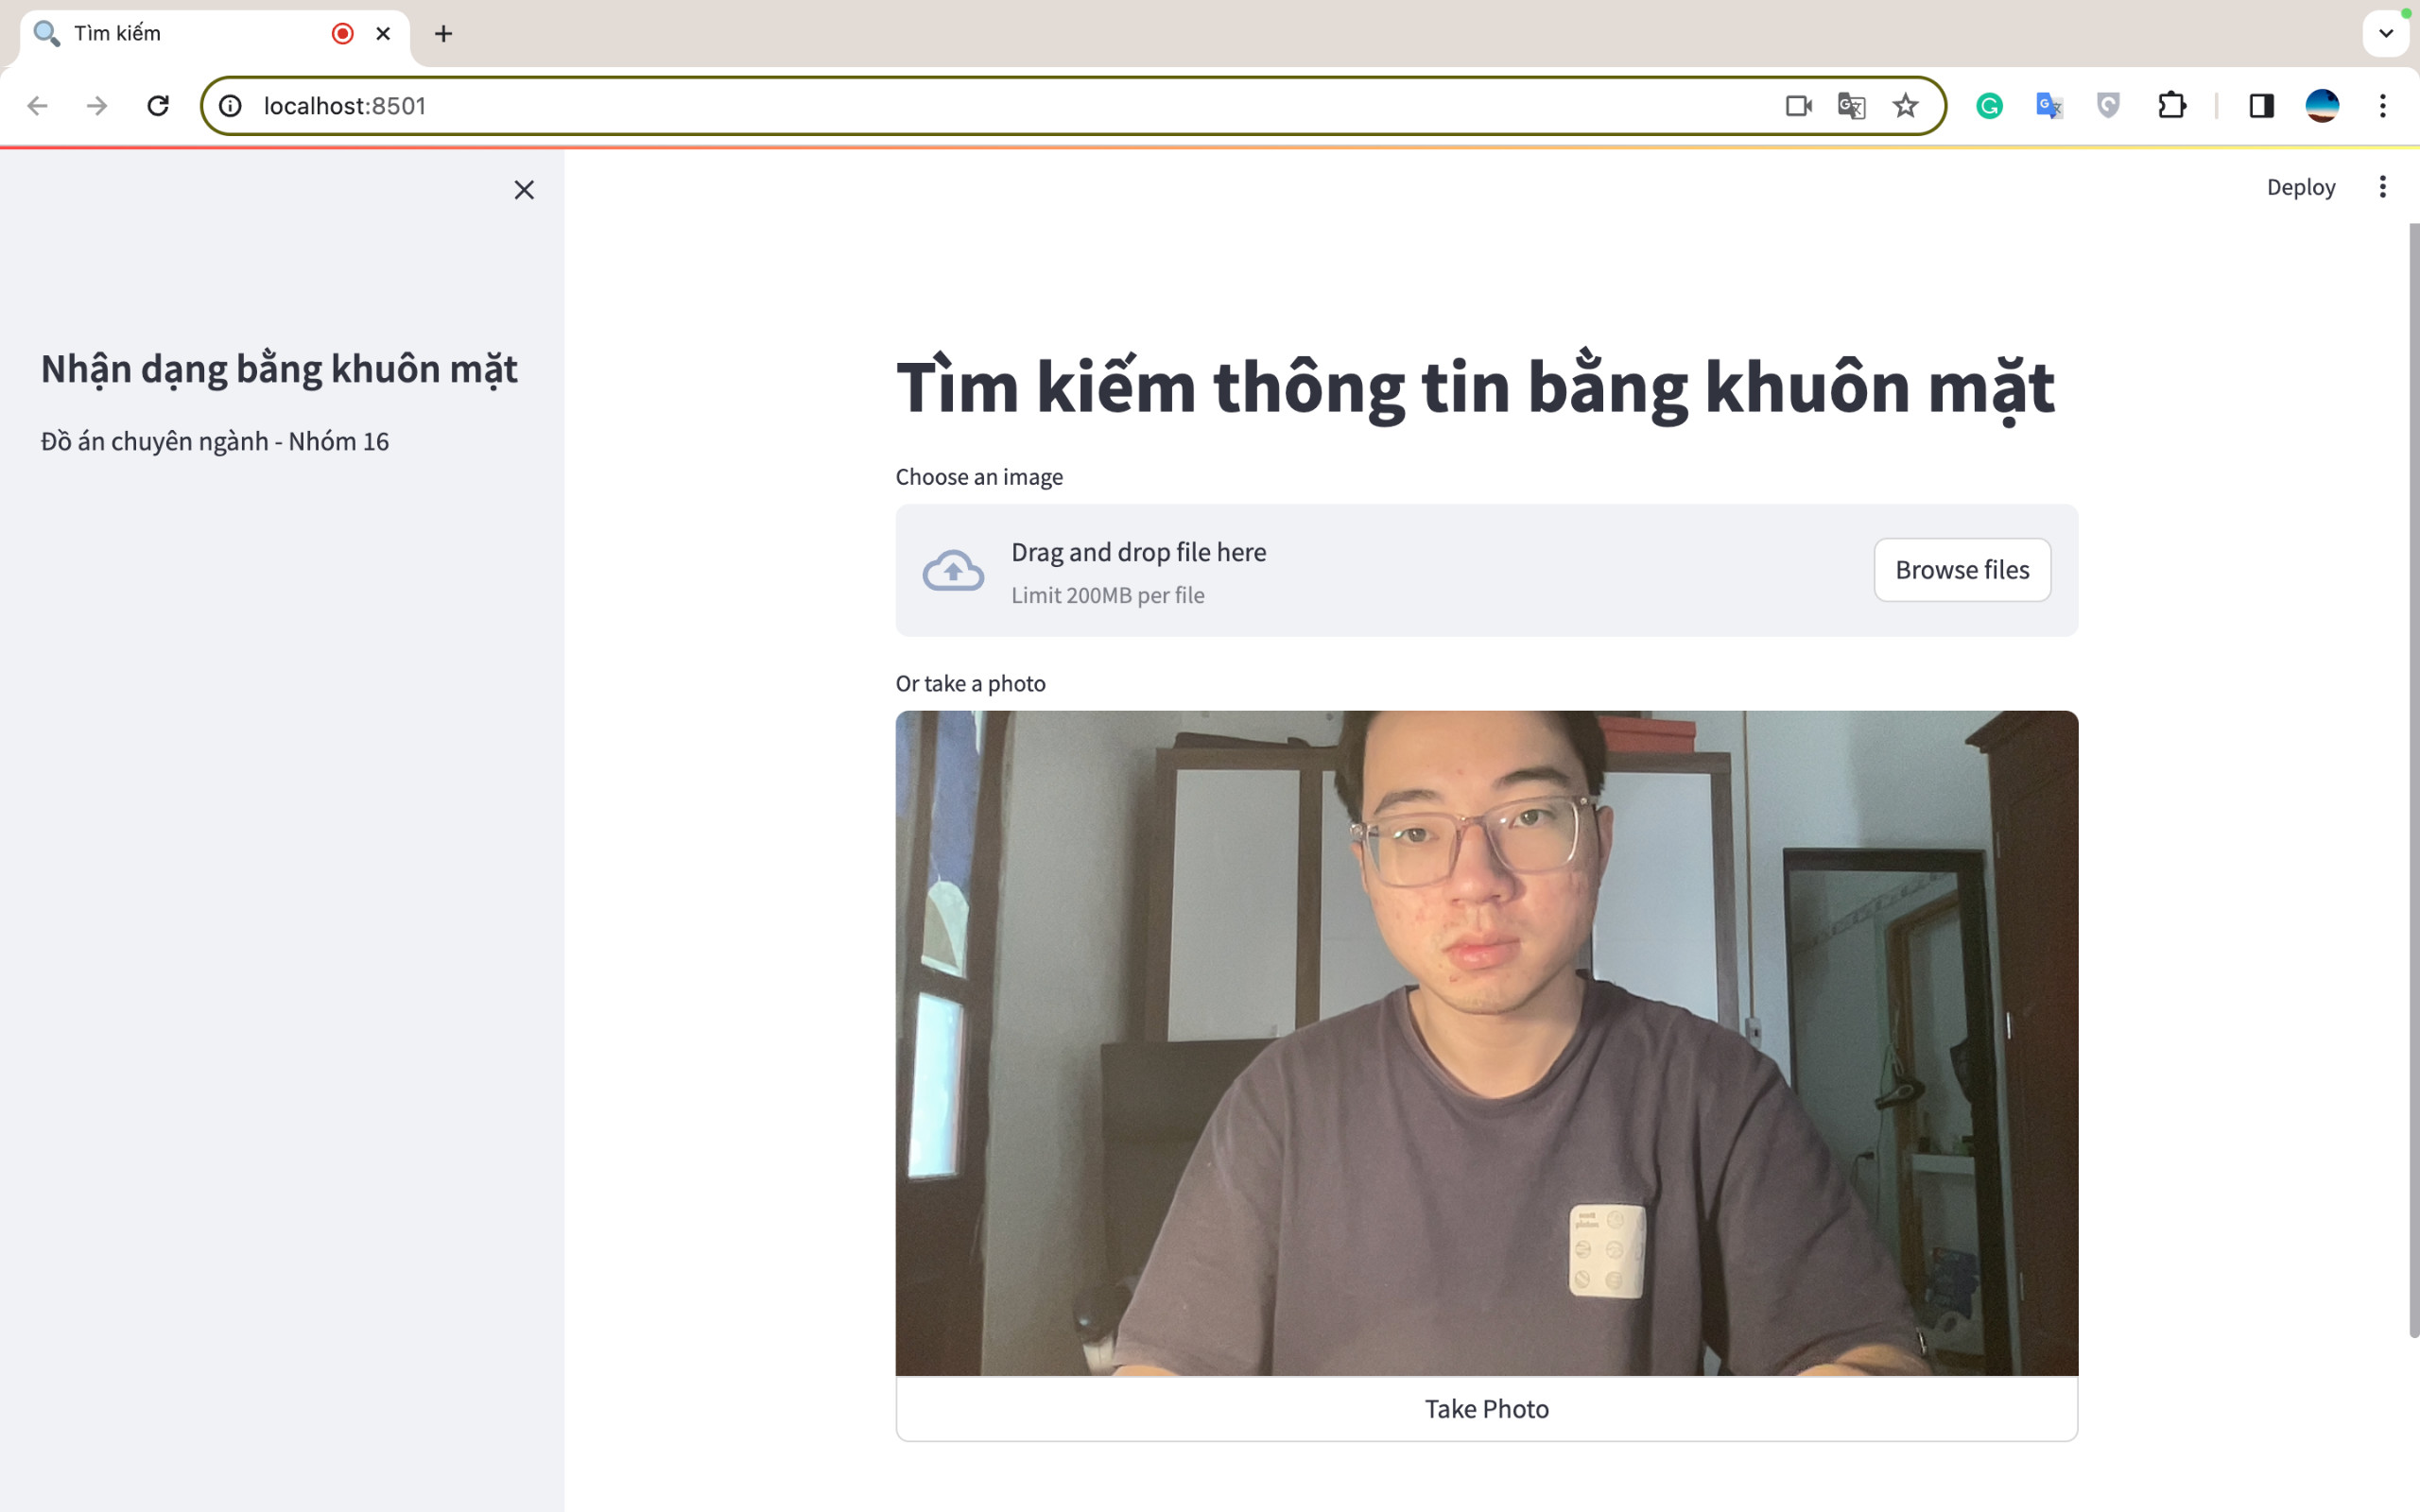 Tìm kiếm
localhost:8501
Deploy
Nhận dạng bằng khuôn mặt
Đồ án chuyên ngành - Nhóm 16
Tìm kiếm thông tin bằng khuôn mặt
Choose an image
Drag and drop file here
Limit 200MB per file
Browse files
Or take a photo
Take Photo